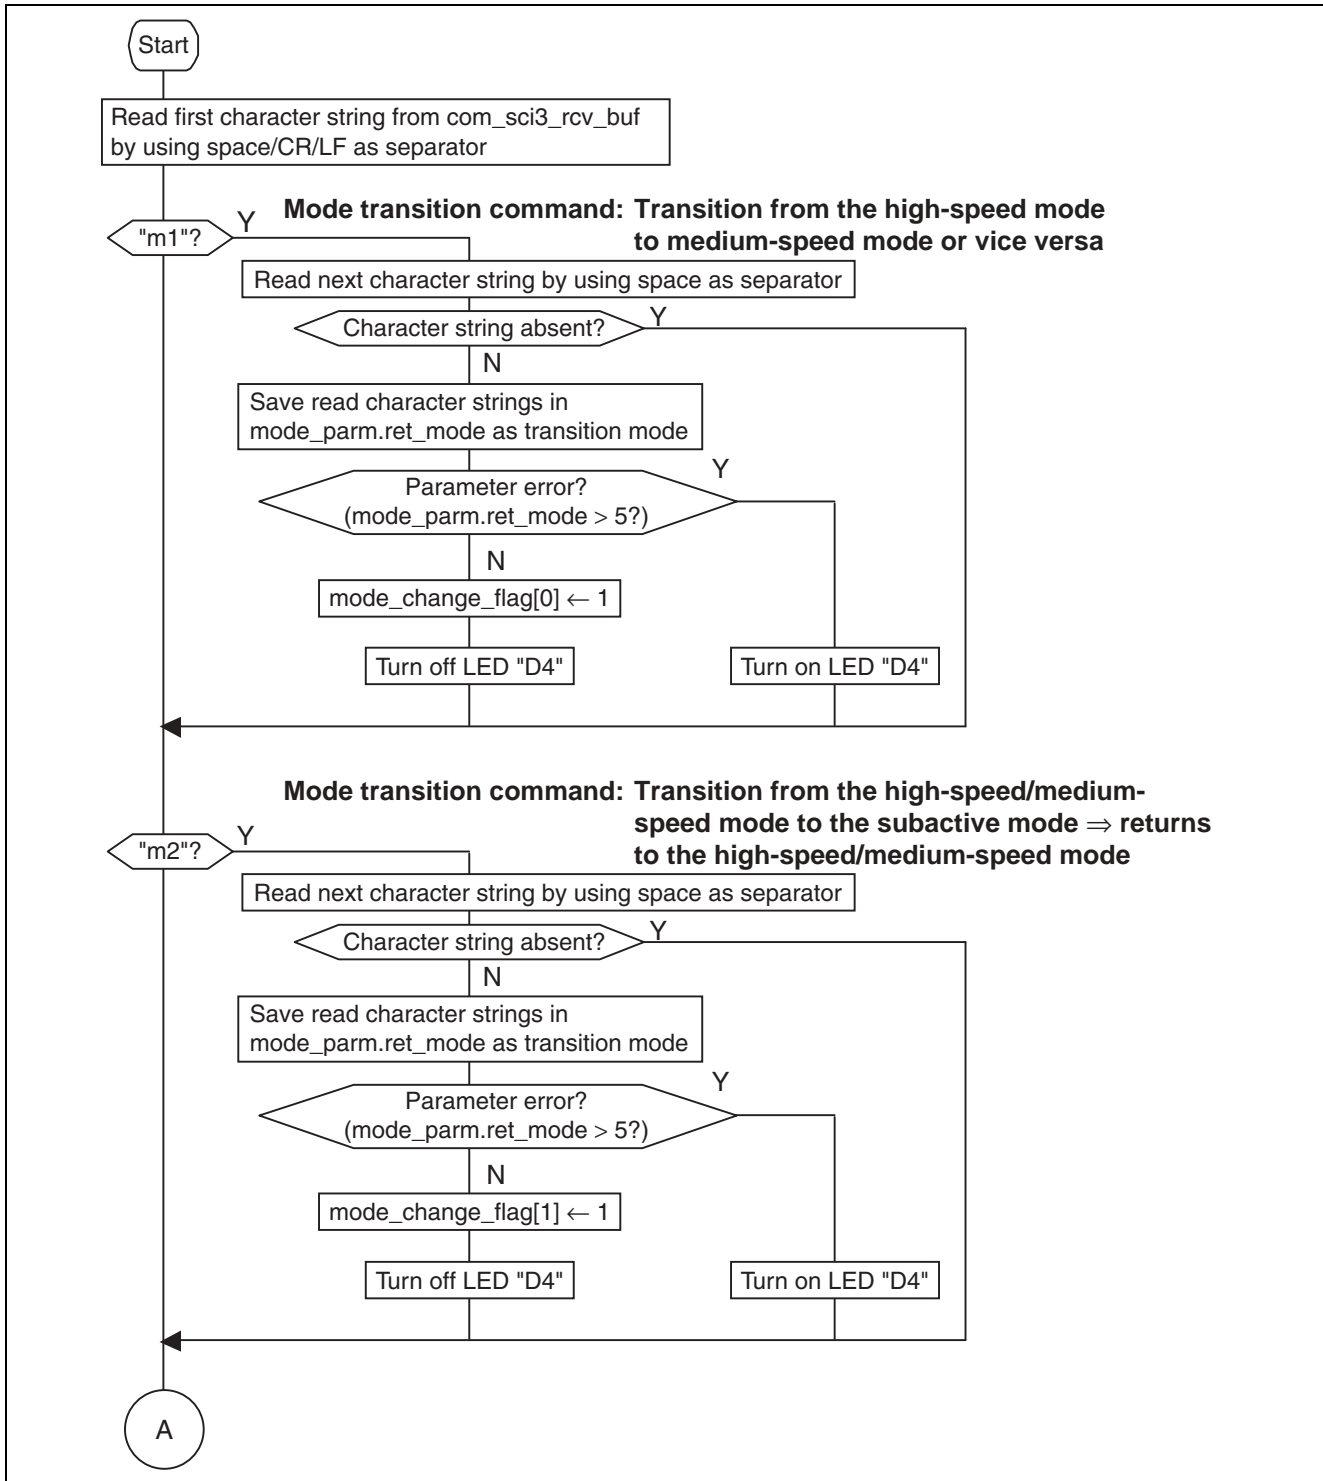 Start
Read first character string from com_sci3_rcv_buf
by using space/CR/LF as separator
Mode transition command: Transition from the high-speed mode
to medium-speed mode or vice versa
"m1"?
Y
Read next character string by using space as separator
Character string absent?
Y
N
Save read character strings in
mode_parm.ret_mode as transition mode
Y
Parameter error?
(mode_parm.ret_mode > 5?)
N
mode_change_flag[0] ← 1
Turn off LED "D4"
Turn on LED "D4"
Mode transition command: Transition from the high-speed/medium-
speed mode to the subactive mode ⇒ returns
to the high-speed/medium-speed mode
"m2"?
Y
Read next character string by using space as separator
Character string absent?
Y
N
Save read character strings in
mode_parm.ret_mode as transition mode
Y
Parameter error?
(mode_parm.ret_mode > 5?)
N
mode_change_flag[1] ← 1
Turn off LED "D4"
Turn on LED "D4"
A